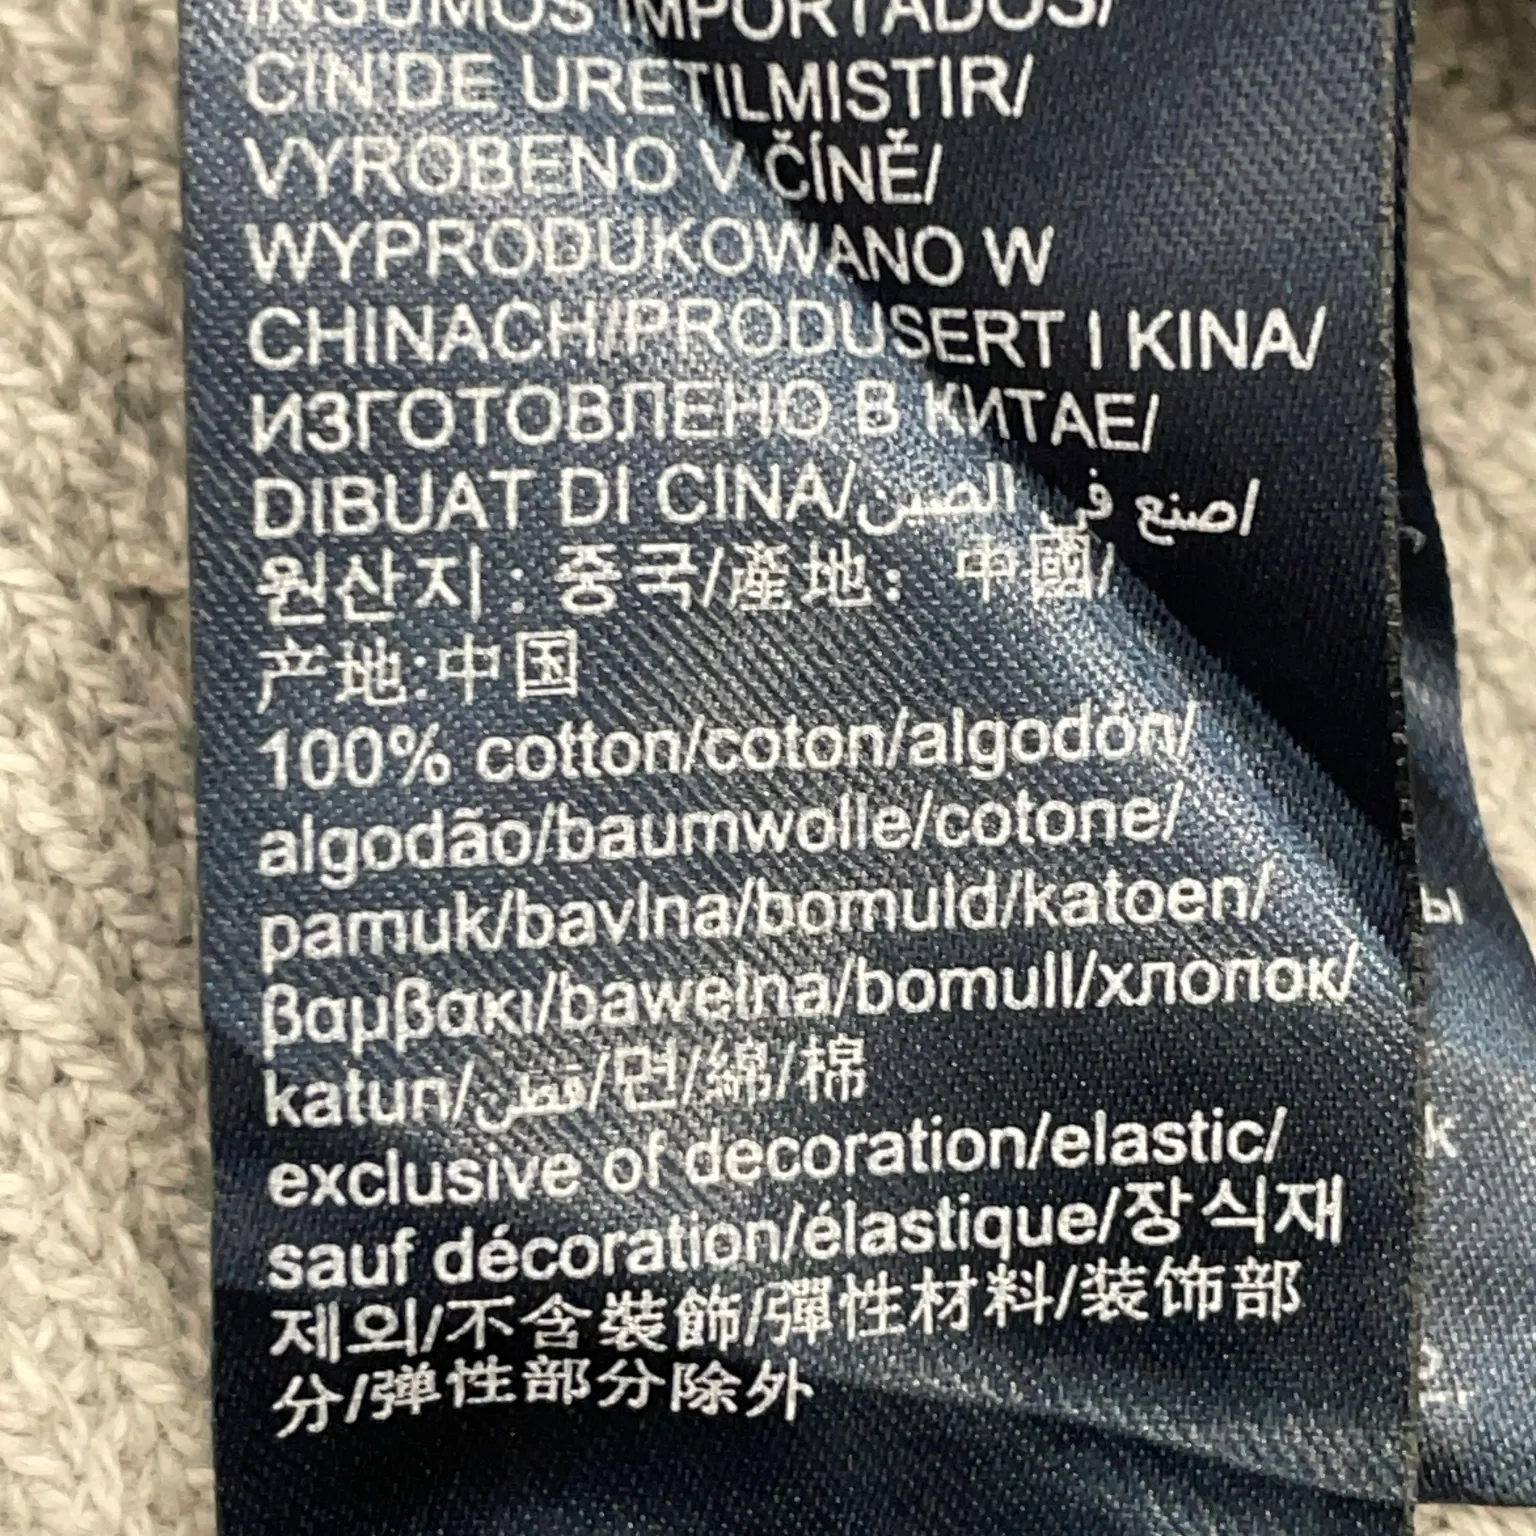 INSUMOS IMPORTADOS/
CIN'DE URETILMISTIR/
VYROBENO V ČÍNĚ/
WYPRODUKOWANO W
CHINACH/PRODUSERT I KINA/
ИЗГОТОВЛЕНО В КИТАЕ/
DIBUAT DI CINA/صنع في الصين/
원산지 : 중국/產地: 中國/
产地:中国
100% cotton/coton/algodón/
algodão/baumwolle/cotone/
pamuk/bavlna/bomuld/katoen/
βαμβακι/bawełna/bomull/хлопок/
katun/قطن/면/綿/棉
exclusive of decoration/elastic/
sauf décoration/élastique/장식재
제외/不含裝飾/彈性材料/装饰部
分/弹性部分除外